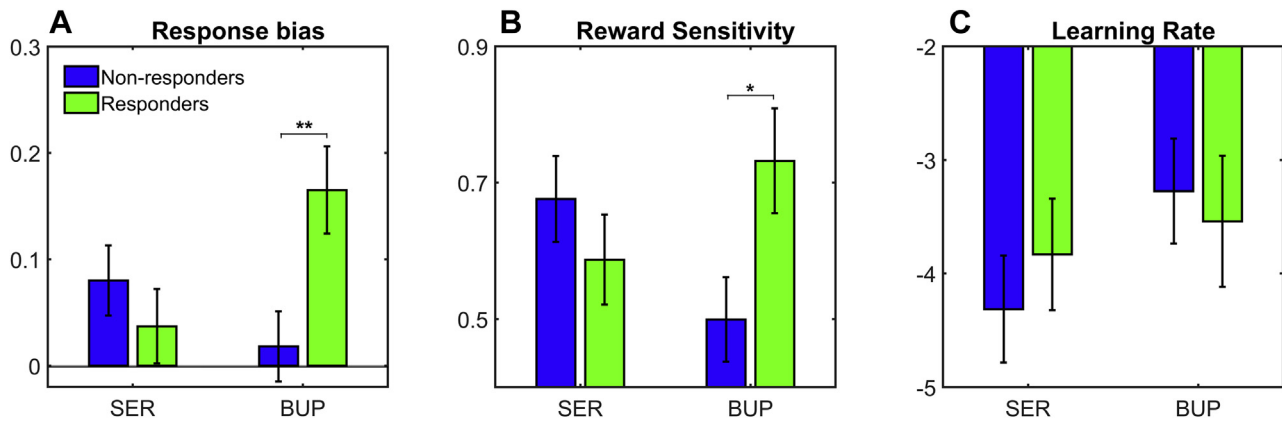 A Response bias
0.3
0.2
0.1
0
Non-responders
Responders
**
SER BUP
B Reward Sensitivity
0.9
0.7
0.5
*
SER BUP
C Learning Rate
-2
-3
-4
-5
SER BUP